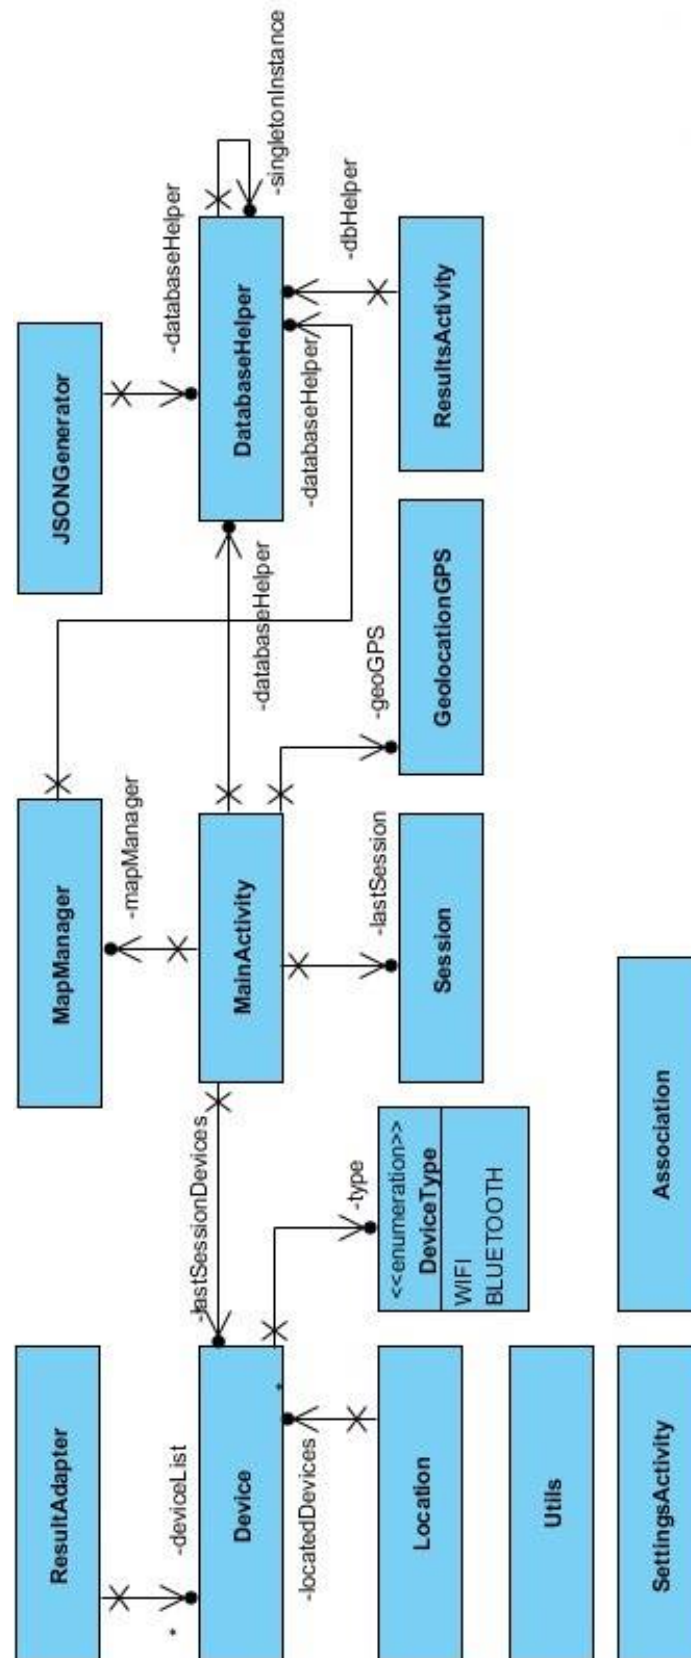 ResultAdapter
MapManager
JSONGenerator
-deviceList
*
-mapManager
-databaseHelper
Device
-lastSessionDevices
MainActivity
-databaseHelper
DatabaseHelper
-singletonInstance
*
-locatedDevices
-type
-lastSession
-geoGPS
-databaseHelper
-dbHelper
Location
<<enumeration>>
DeviceType
WIFI
BLUETOOTH
Session
GeolocationGPS
ResultsActivity
Utils
SettingsActivity
Association